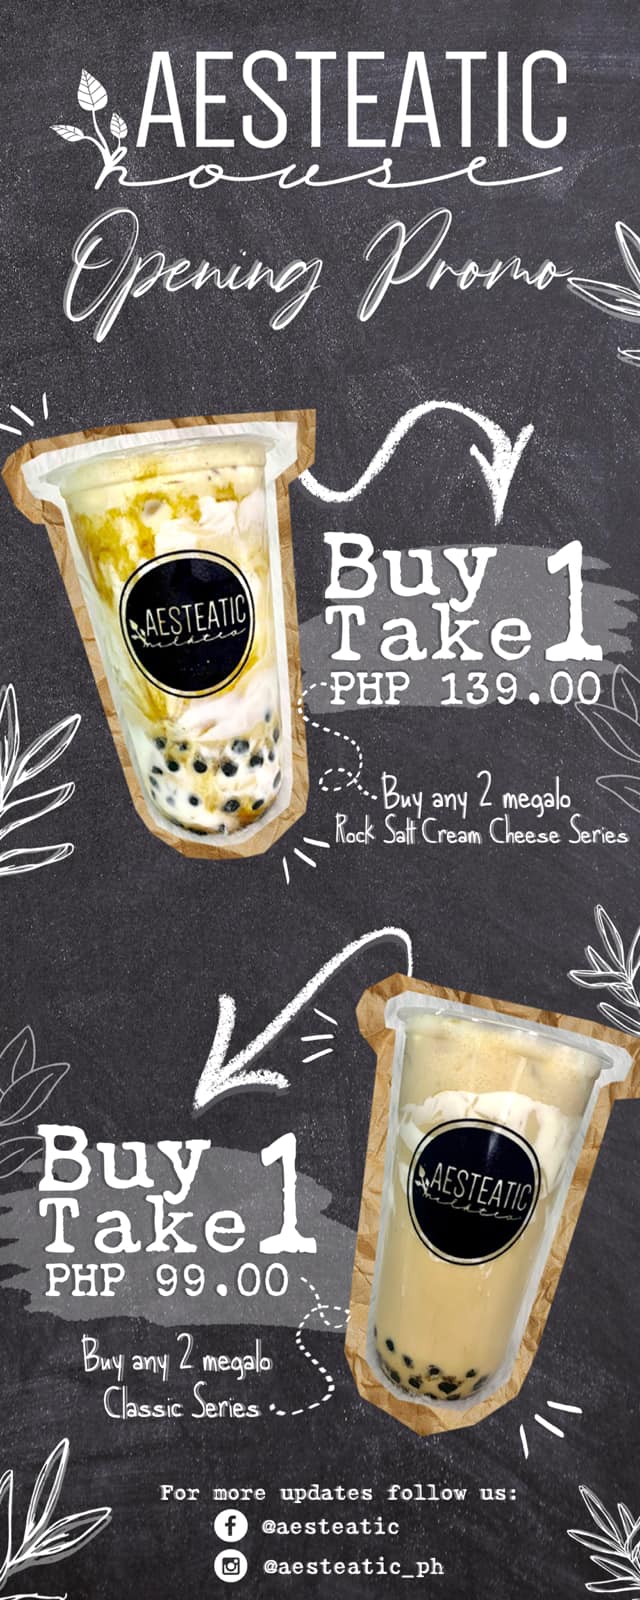 AESTEATIC
house
Opening Promo
AESTEATIC
milktea
Buy 1
Take
PHP 139.00
Buy any 2 megalo
Rock Salt Cream Cheese Series
AESTEATIC
milktea
Buy 1
Take
PHP 99.00
Buy any 2 megalo
Classic Series
For more updates follow us:
@aesteatic
@aesteatic_ph